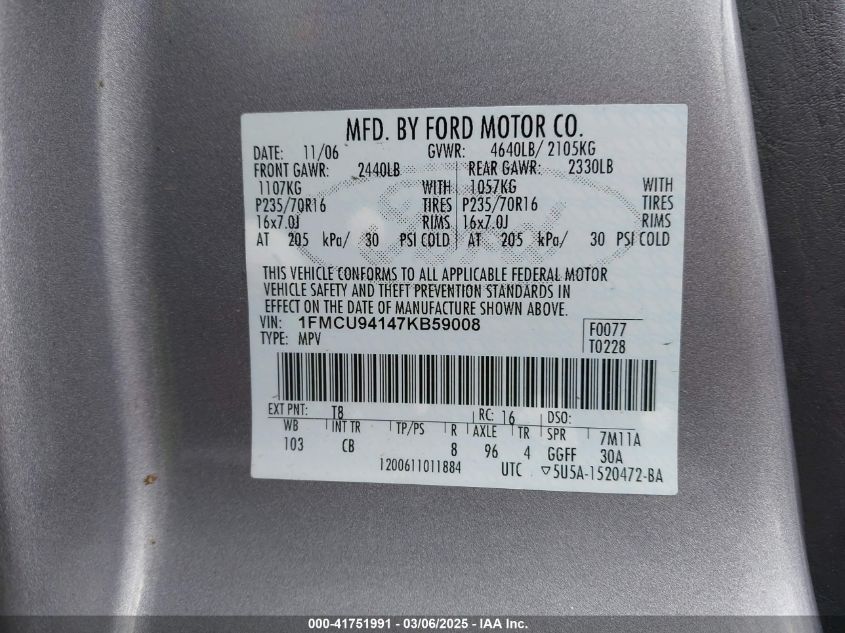 MFD. BY FORD MOTOR CO.
DATE: 11/06 GVWR: 4640LB/ 2105KG
FRONT GAWR: 2440LB REAR GAWR: 2330LB
1107KG WITH 1057KG WITH
P235/70R16 TIRES P235/70R16 TIRES
16x7.0J RIMS 16x7.0J RIMS
AT 205 kPa/ 30 PSI COLD AT 205 kPa/ 30 PSI COLD
THIS VEHICLE CONFORMS TO ALL APPLICABLE FEDERAL MOTOR
VEHICLE SAFETY AND THEFT PREVENTION STANDARDS IN
EFFECT ON THE DATE OF MANUFACTURE SHOWN ABOVE.
VIN: 1FMCU94147KB59008 F0077
TYPE: MPV T0228
EXT PNT: T8 RC: 16 DSO:
WB INT TR TP/PS R AXLE TR SPR 7M11A
103 CB 8 96 4 GGFF 30A
1200611011884 UTC ▽5U5A-1520472-BA
000-41751991 - 03/06/2025 - IAA Inc.